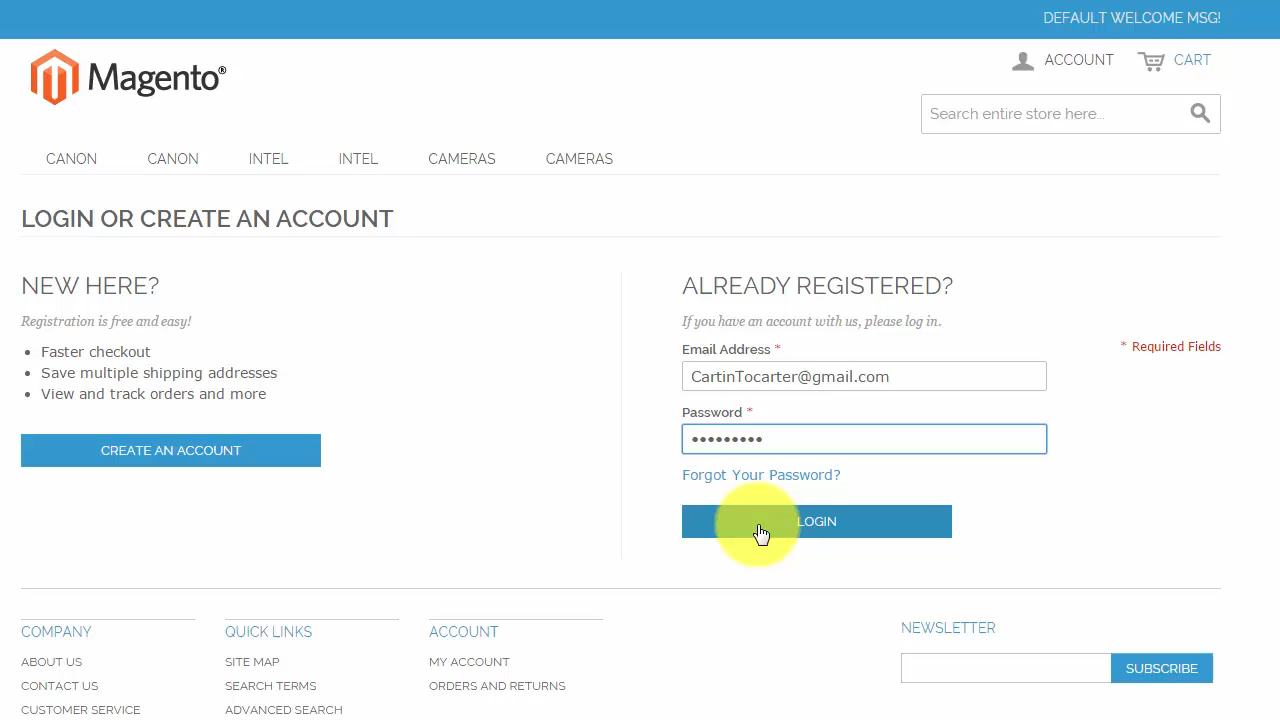 DEFAULT WELCOME MSG!
Magento®
ACCOUNT
CART
Search entire store here...
CANON
CANON
INTEL
INTEL
CAMERAS
CAMERAS
LOGIN OR CREATE AN ACCOUNT
NEW HERE?
Registration is free and easy!
• Faster checkout
• Save multiple shipping addresses
• View and track orders and more
CREATE AN ACCOUNT
ALREADY REGISTERED?
If you have an account with us, please log in.
* Required Fields
Email Address *
CartinTocarter@gmail.com
Password *
•••••••••
Forgot Your Password?
LOGIN
COMPANY
ABOUT US
CONTACT US
CUSTOMER SERVICE
QUICK LINKS
SITE MAP
SEARCH TERMS
ADVANCED SEARCH
ACCOUNT
MY ACCOUNT
ORDERS AND RETURNS
NEWSLETTER
SUBSCRIBE